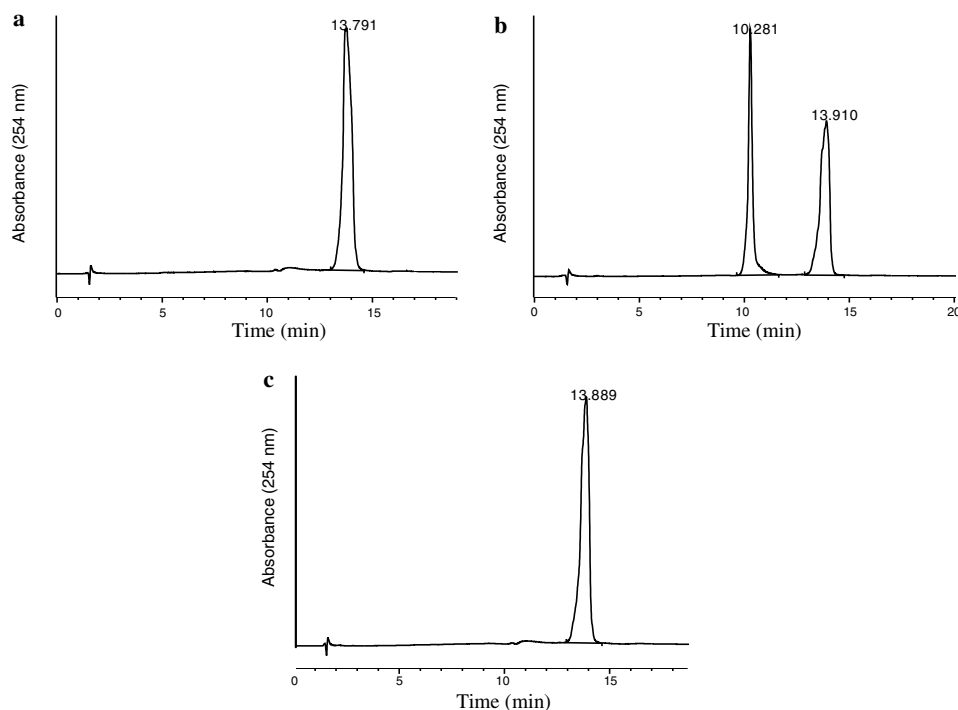 a
13.791
Absorbance (254 nm)
0 5 10 15
Time (min)
b
10.281
13.910
Absorbance (254 nm)
0 5 10 15 20
Time (min)
c
13.889
Absorbance (254 nm)
0 5 10 15
Time (min)